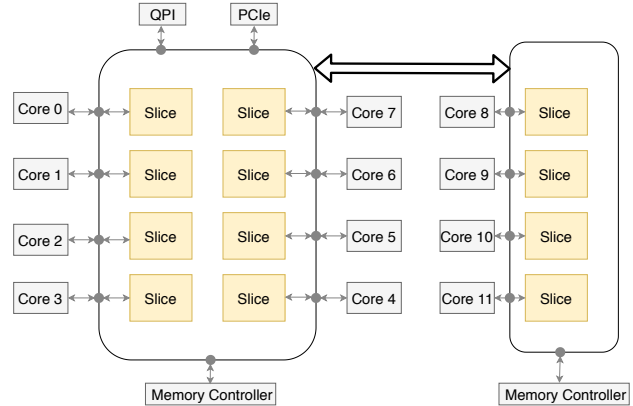 QPI
PCIe
Core 0
Slice
Slice
Core 7
Core 8
Slice
Core 1
Slice
Slice
Core 6
Core 9
Slice
Core 2
Slice
Slice
Core 5
Core 10
Slice
Core 3
Slice
Slice
Core 4
Core 11
Slice
Memory Controller
Memory Controller